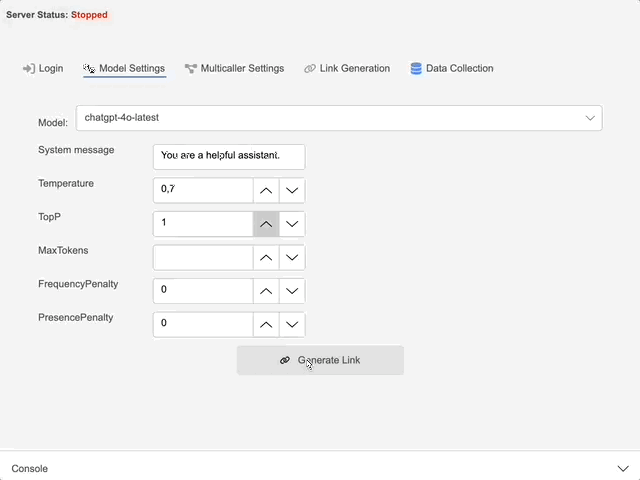 Server Status: Stopped
Login Model Settings Multicaller Settings Link Generation Data Collection
Model: chatgpt-4o-latest
System message You are a helpful assistant.
Temperature 0,7
TopP 1
MaxTokens
FrequencyPenalty 0
PresencePenalty 0
Generate Link
Console